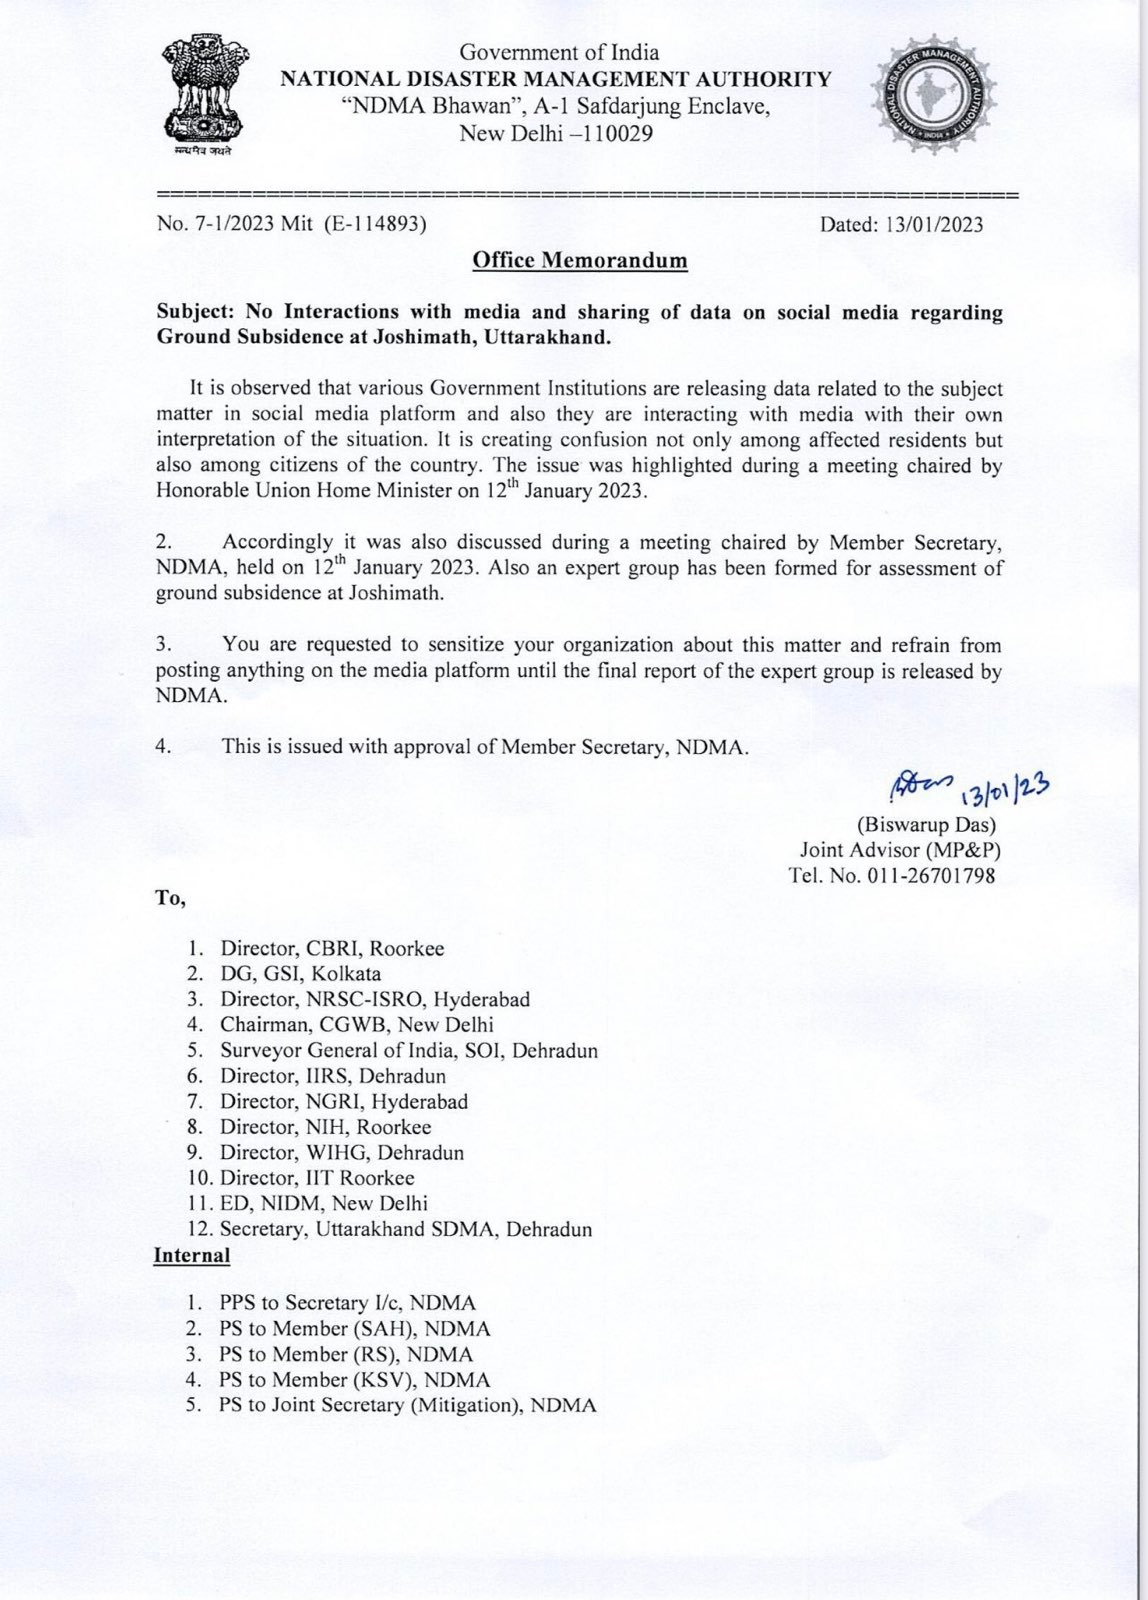 Government of India
NATIONAL DISASTER MANAGEMENT AUTHORITY
“NDMA Bhawan”, A-1 Safdarjung Enclave,
New Delhi –110029
सत्यमेव जयते
NATIONAL DISASTER MANAGEMENT AUTHORITY
• INDIA •
===============================================================
No. 7-1/2023 Mit (E-114893) Dated: 13/01/2023
Office Memorandum
Subject: No Interactions with media and sharing of data on social media regarding
Ground Subsidence at Joshimath, Uttarakhand.
It is observed that various Government Institutions are releasing data related to the subject
matter in social media platform and also they are interacting with media with their own
interpretation of the situation. It is creating confusion not only among affected residents but
also among citizens of the country. The issue was highlighted during a meeting chaired by
Honorable Union Home Minister on 12th January 2023.
2. Accordingly it was also discussed during a meeting chaired by Member Secretary,
NDMA, held on 12th January 2023. Also an expert group has been formed for assessment of
ground subsidence at Joshimath.
3. You are requested to sensitize your organization about this matter and refrain from
posting anything on the media platform until the final report of the expert group is released by
NDMA.
4. This is issued with approval of Member Secretary, NDMA.
13/01/23
(Biswarup Das)
Joint Advisor (MP&P)
Tel. No. 011-26701798
To,
1. Director, CBRI, Roorkee
2. DG, GSI, Kolkata
3. Director, NRSC-ISRO, Hyderabad
4. Chairman, CGWB, New Delhi
5. Surveyor General of India, SOI, Dehradun
6. Director, IIRS, Dehradun
7. Director, NGRI, Hyderabad
8. Director, NIH, Roorkee
9. Director, WIHG, Dehradun
10. Director, IIT Roorkee
11. ED, NIDM, New Delhi
12. Secretary, Uttarakhand SDMA, Dehradun
Internal
1. PPS to Secretary I/c, NDMA
2. PS to Member (SAH), NDMA
3. PS to Member (RS), NDMA
4. PS to Member (KSV), NDMA
5. PS to Joint Secretary (Mitigation), NDMA